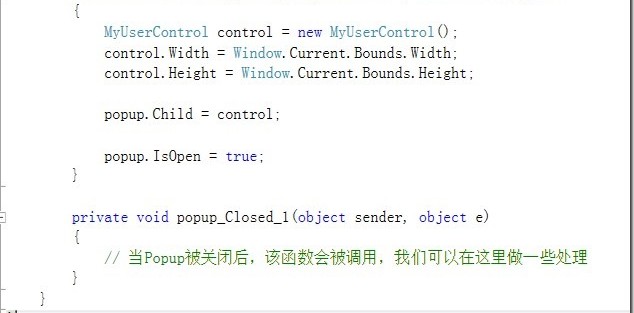 {
MyUserControl control = new MyUserControl();
control.Width = Window.Current.Bounds.Width;
control.Height = Window.Current.Bounds.Height;
popup.Child = control;
popup.IsOpen = true;
}
private void popup_Closed_1(object sender, object e)
{
// 当Popup被关闭后，该函数会被调用，我们可以在这里做一些处理
}
}